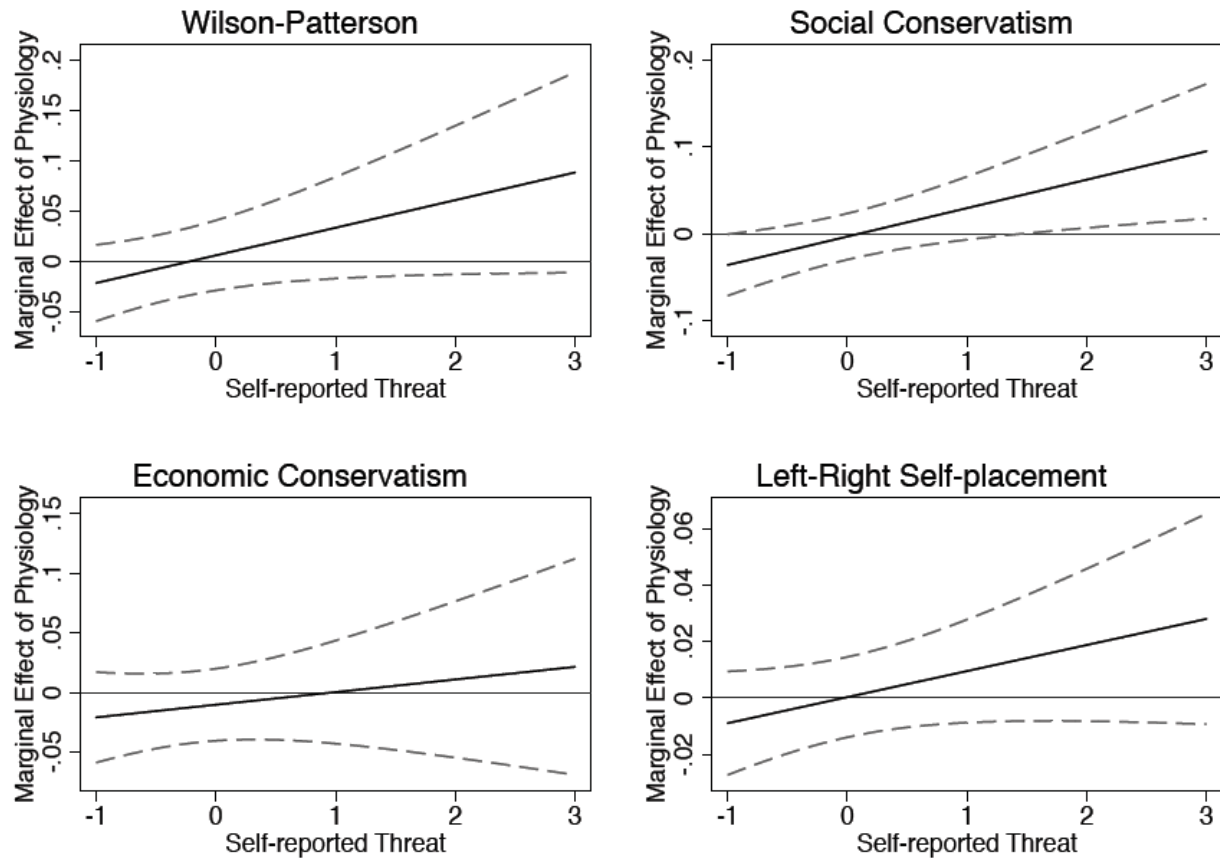 Wilson-Patterson
Marginal Effect of Physiology
.2
.15
.1
.05
0
-.05
-1 0 1 2 3
Self-reported Threat
Social Conservatism
Marginal Effect of Physiology
.2
.1
0
-.1
-1 0 1 2 3
Self-reported Threat
Economic Conservatism
Marginal Effect of Physiology
.15
.1
.05
0
-.05
-1 0 1 2 3
Self-reported Threat
Left-Right Self-placement
Marginal Effect of Physiology
.06
.04
.02
0
-.02
-1 0 1 2 3
Self-reported Threat